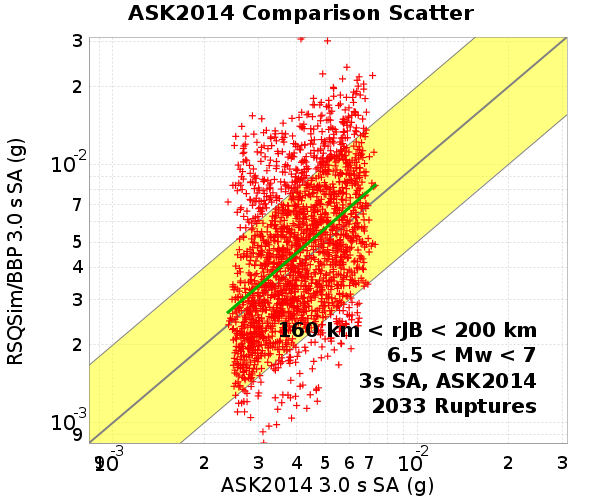 ASK2014 Comparison Scatter
RSQSim/BBP 3.0 s SA (g)
3
2
10-2
7
5
4
3
2
10-3
9
160 km < rJB < 200 km
6.5 < Mw < 7
3s SA, ASK2014
2033 Ruptures
9 10-3 2 3 4 5 6 7 10-2 2 3
ASK2014 3.0 s SA (g)